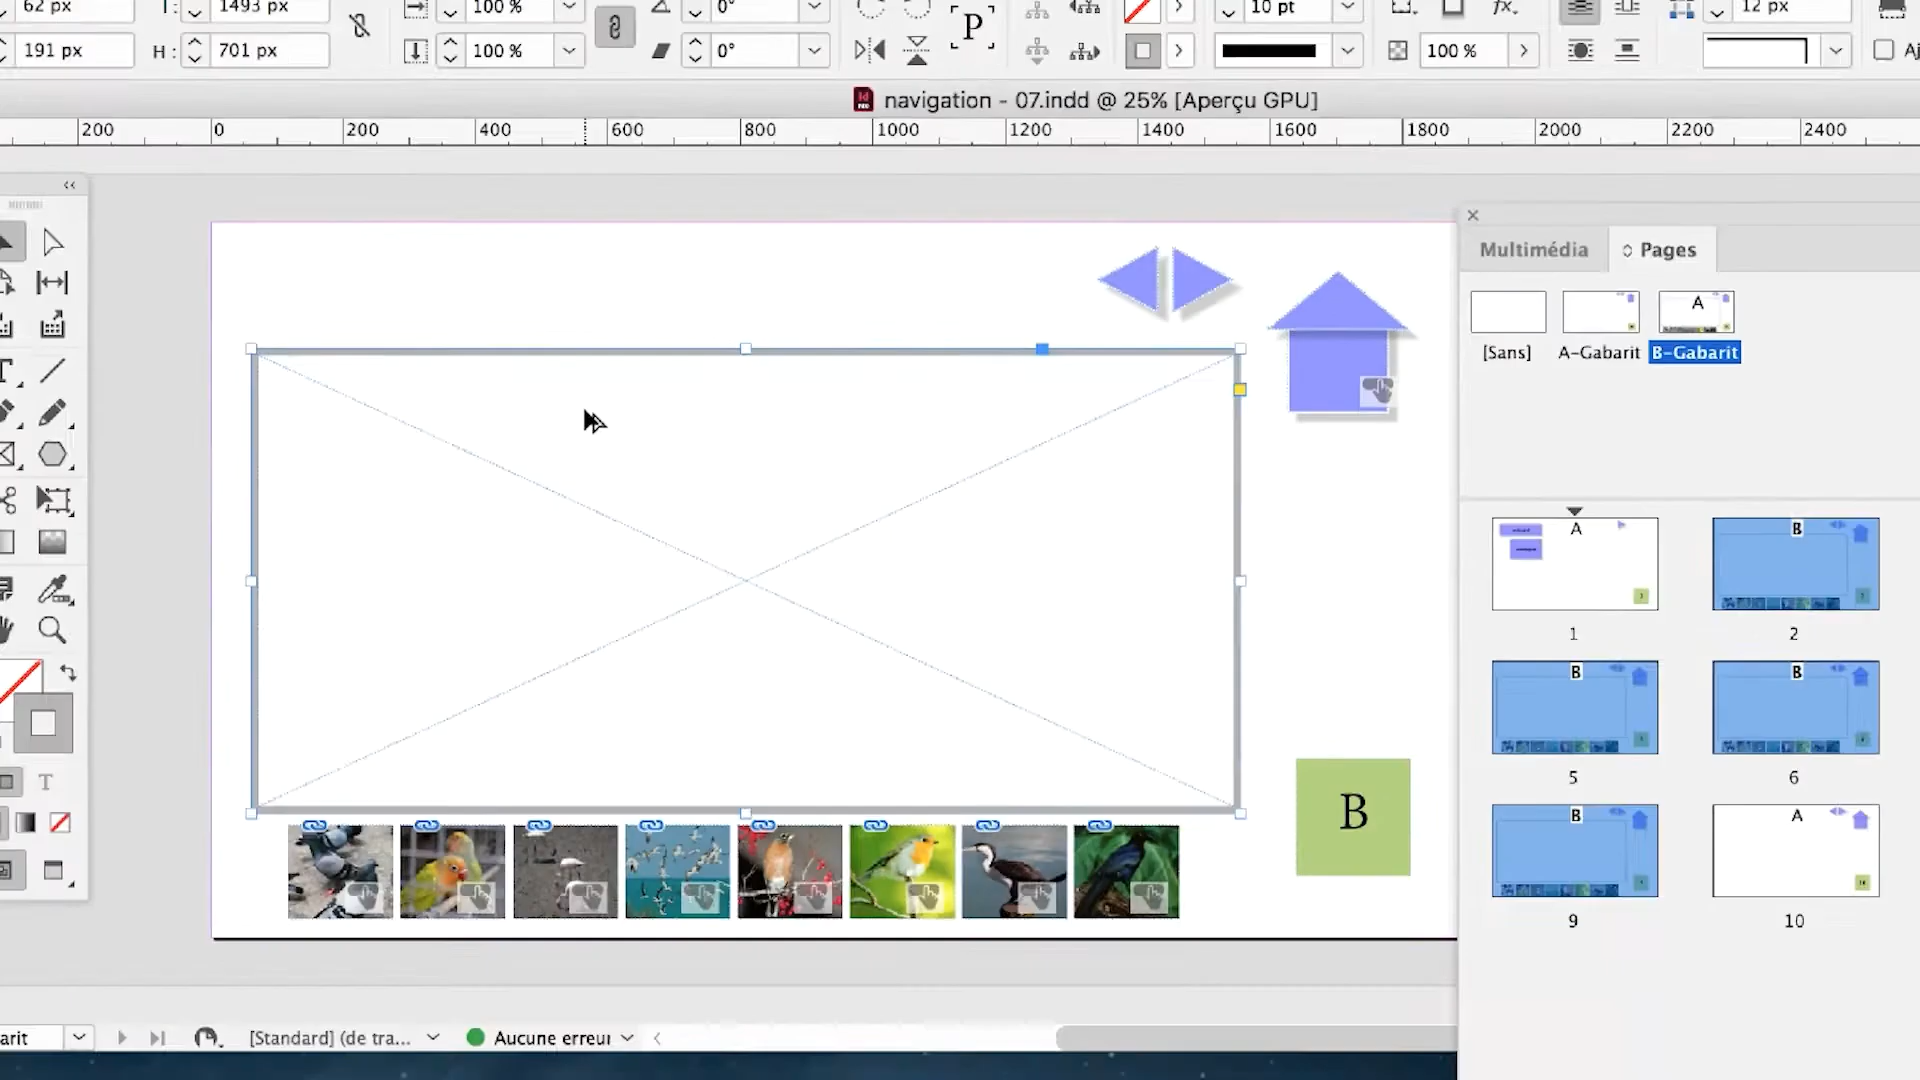 62 px
1493 px
100 %
0°
10 pt
fx.
12 px
191 px
H :
701 px
100 %
0°
P
100 %
Aj
navigation - 07.indd @ 25% [Aperçu GPU]
200 0 200 400 600 800 1000 1200 1400 1600 1800 2000 2200 2400
Multimédia
Pages
A
[Sans] A-Gabarit B-Gabarit
A B
1 2
B B
5 6
B A
9 10
T
T
B
arit
[Standard] (de tra...
Aucune erreur